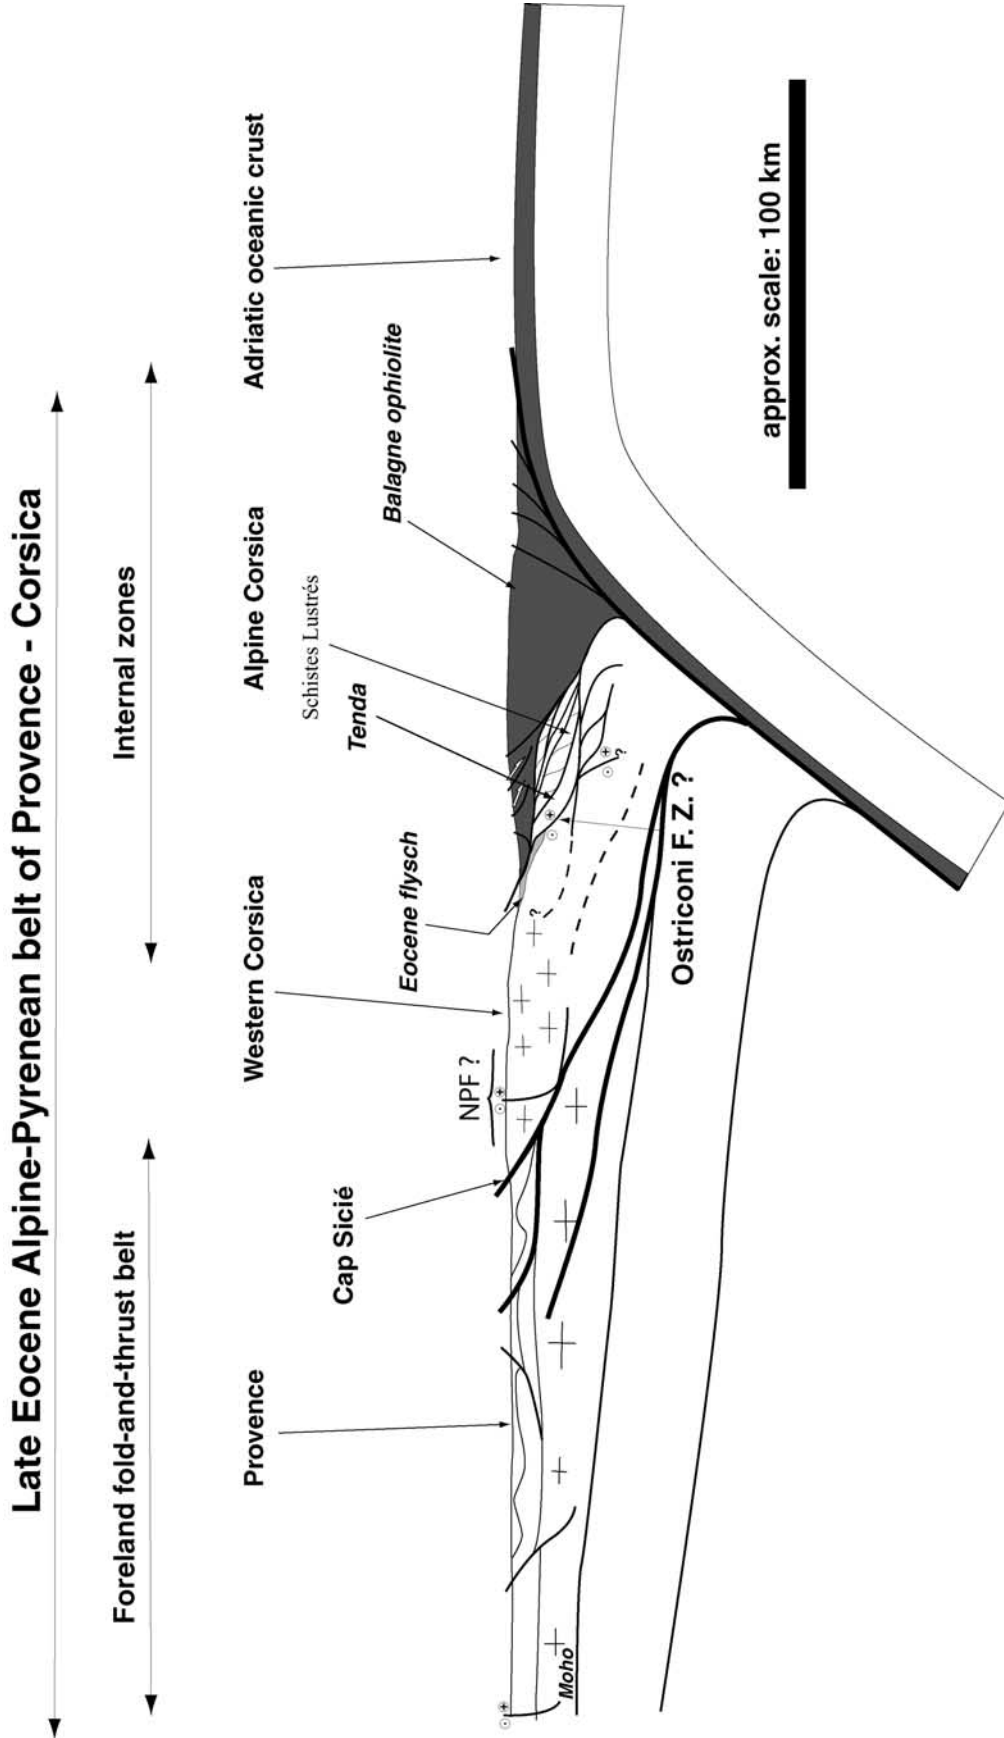 Late Eocene Alpine-Pyrenean belt of Provence - Corsica
Foreland fold-and-thrust belt
Internal zones
Provence
Western Corsica
Alpine Corsica
Adriatic oceanic crust
Schistes Lustrés
Cap Sicié
Tenda
Balagne ophiolite
Eocene flysch
NPF ?
?
?
Moho
Ostriconi F. Z. ?
approx. scale: 100 km